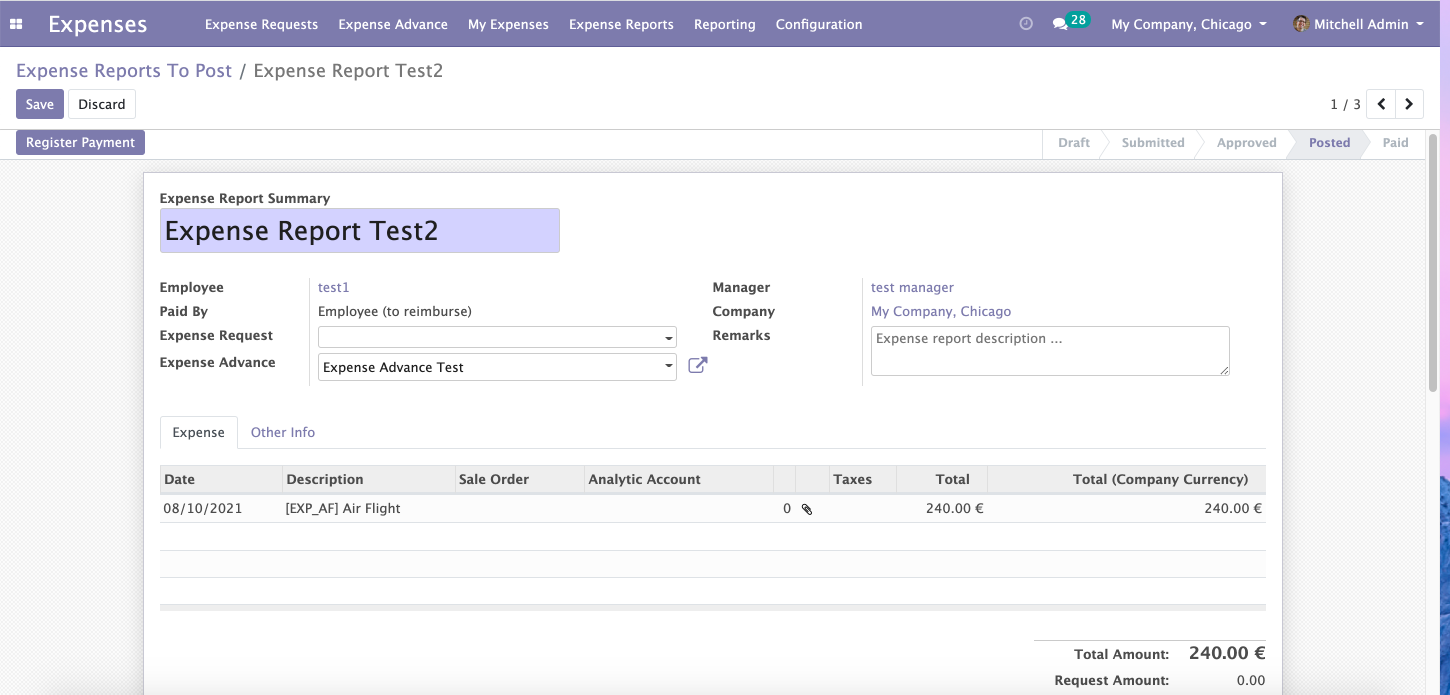 Expenses Expense Requests Expense Advance My Expenses Expense Reports Reporting Configuration 28 My Company, Chicago Mitchell Admin
Expense Reports To Post / Expense Report Test2
Save Discard 1 / 3
Register Payment Draft Submitted Approved Posted Paid
Expense Report Summary
Expense Report Test2
Employee test1 Manager test manager
Paid By Employee (to reimburse) Company My Company, Chicago
Expense Request Remarks Expense report description ...
Expense Advance Expense Advance Test
Expense Other Info
Date Description Sale Order Analytic Account Taxes Total Total (Company Currency)
08/10/2021 [EXP_AF] Air Flight 0 240.00 € 240.00 €
Total Amount: 240.00 €
Request Amount: 0.00